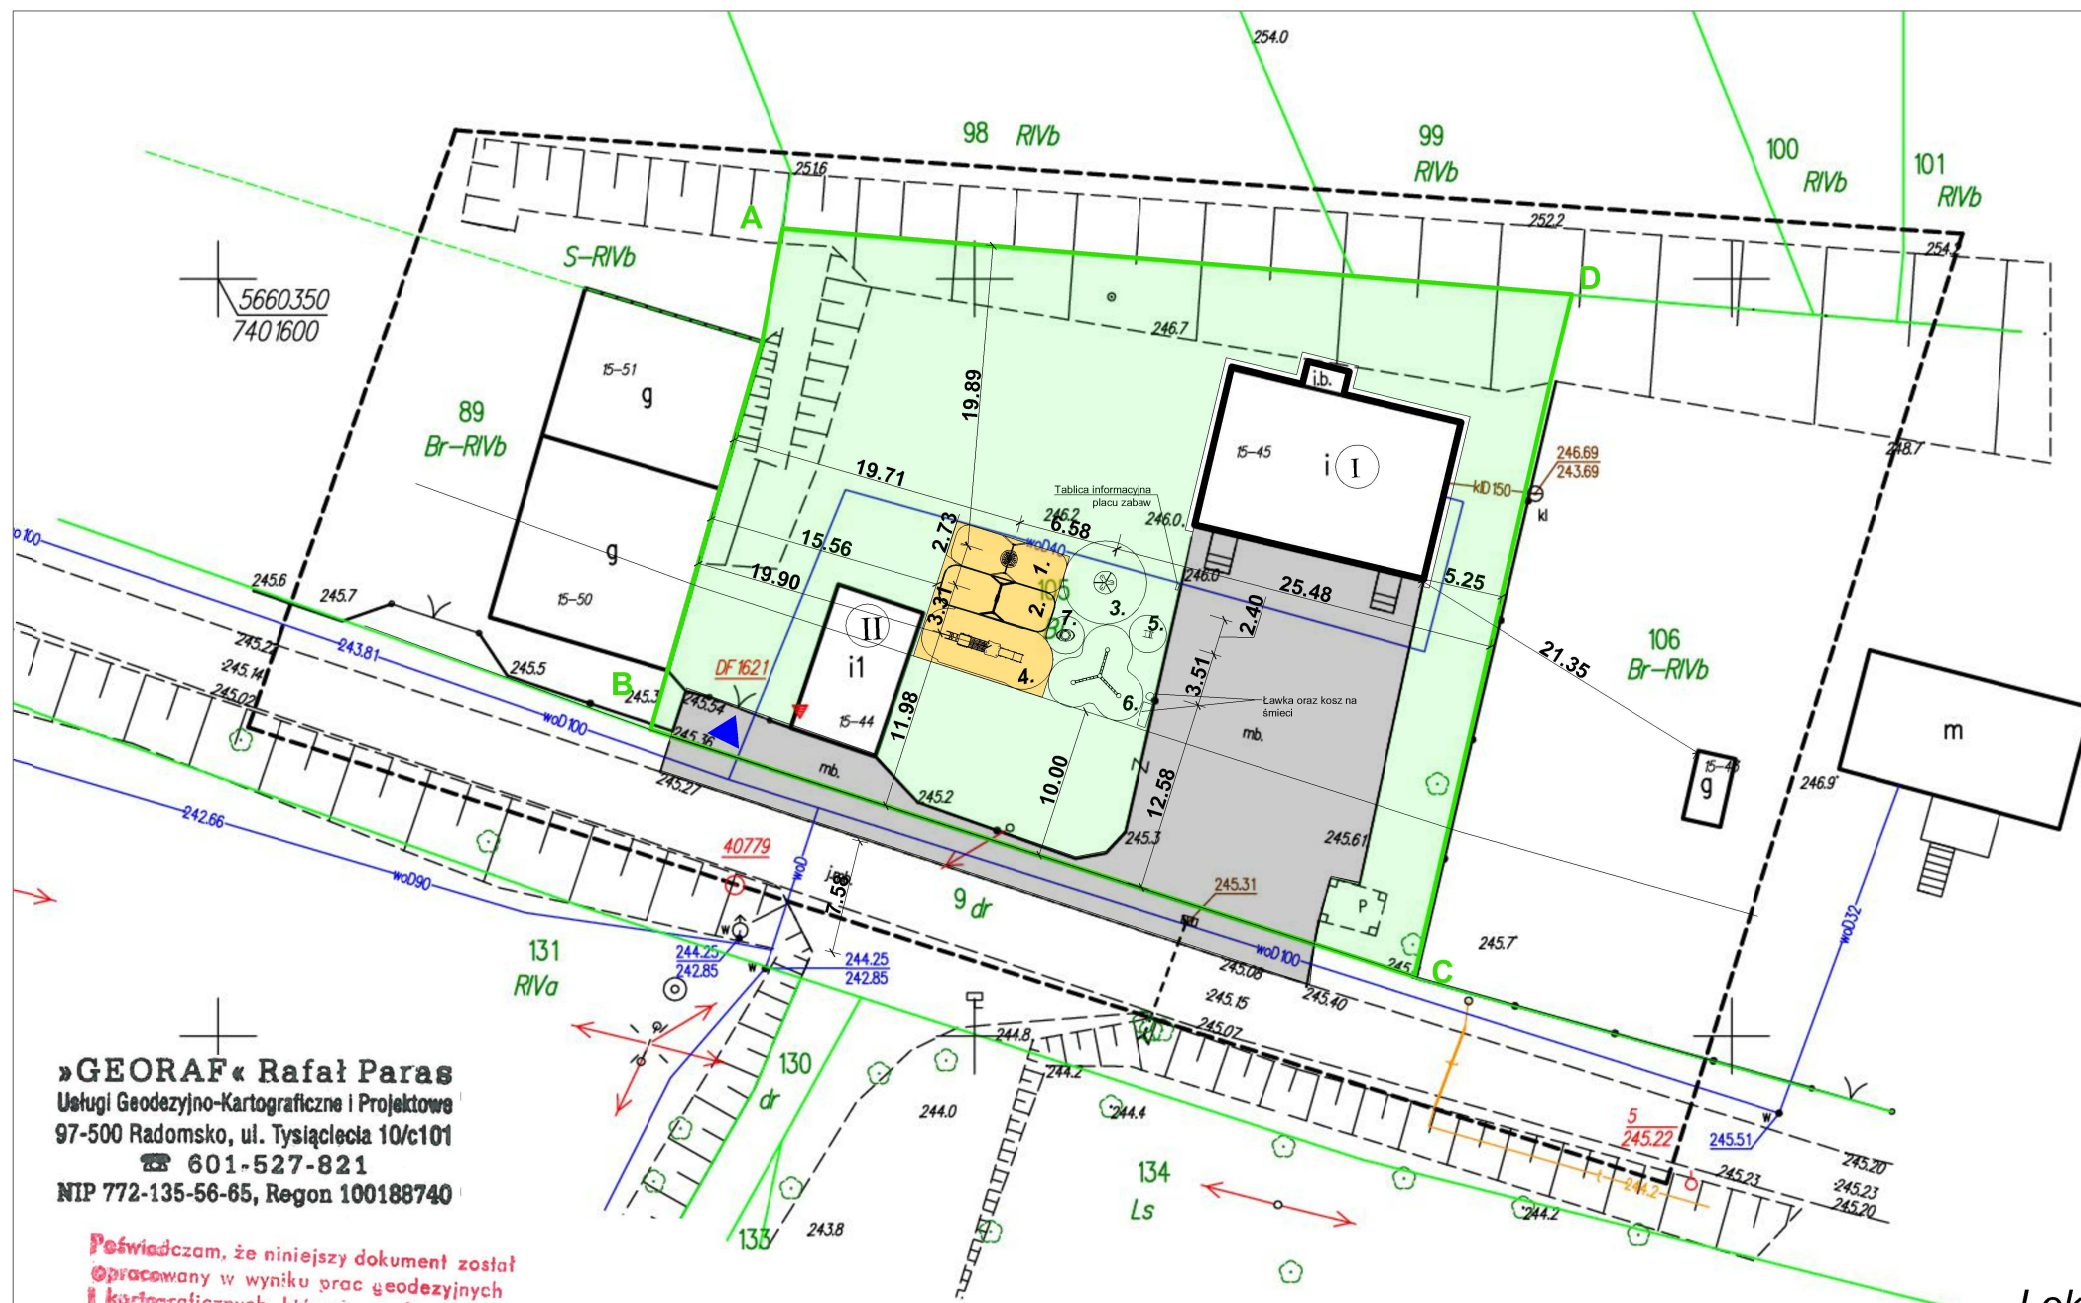 254.0
98 RIVb
99
RIVb
100
RIVb
101
RIVb
251.6
A
252.2
S-RIVb
D
5660350
7401600
246.7
15-51
g
i.b.
19.89
89
Br-RIVb
15-45
i
I
246.69
243.69
248.7
19.71
klD150
kl
Tablica informacyjna
placu zabaw
246.2
246.0
6.58
2.73
woD40
15.56
g
19.90
1.
105
246.0
25.48
5.25
245.6
245.7
15-50
3.31
2.
3.
2.40
II
7.
5.
106
Br-RIVb
245.22
243.81
245.14
245.02
245.5
DF1621
i1
4.
3.51
21.35
B
245.3
245.54
15-44
11.98
6.
Ławka oraz kosz na
śmieci
mb.
m
245.36
woD100
mb.
245.27
245.2
10.00
12.58
15-46
g
246.9
242.66
245.3
245.61
40779
woD
woD90
7.58
9 dr
245.31
P
131
RIVa
w
244.25
242.85
w
244.25
242.85
woD100
245.7
C
woD32
245.08
245.15
245.40
245.07
»GEORAF« Rafał Paras
Usługi Geodezyjno-Kartograficzne i Projektowe
97-500 Radomsko, ul. Tysiąclecia 10/c101
☎ 601-527-821
NIP 772-135-56-65, Regon 100188740
244.8
244.2
130
dr
244.0
244.4
5
245.22
w
245.51
245.20
245.23
245.23
245.20
134
Ls
244.2
244.2
133
243.8
Poświadczam, że niniejszy dokument został
opracowany w wyniku prac geodezyjnych